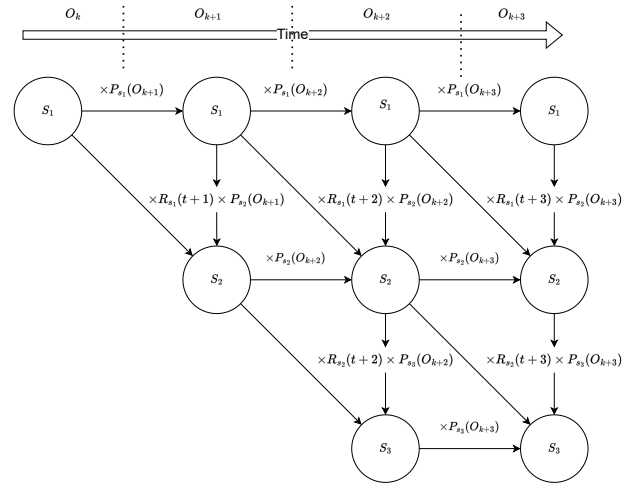 O_k O_{k+1} O_{k+2} O_{k+3}
Time
×P_{s_1}(O_{k+1}) ×P_{s_1}(O_{k+2}) ×P_{s_1}(O_{k+3})
S_1 S_1 S_1 S_1
×R_{s_1}(t+1)×P_{s_2}(O_{k+1}) ×R_{s_1}(t+2)×P_{s_2}(O_{k+2}) ×R_{s_1}(t+3)×P_{s_2}(O_{k+3})
×P_{s_2}(O_{k+2}) ×P_{s_2}(O_{k+3})
S_2 S_2 S_2
×R_{s_2}(t+2)×P_{s_3}(O_{k+2}) ×R_{s_2}(t+3)×P_{s_3}(O_{k+3})
×P_{s_3}(O_{k+3})
S_3 S_3